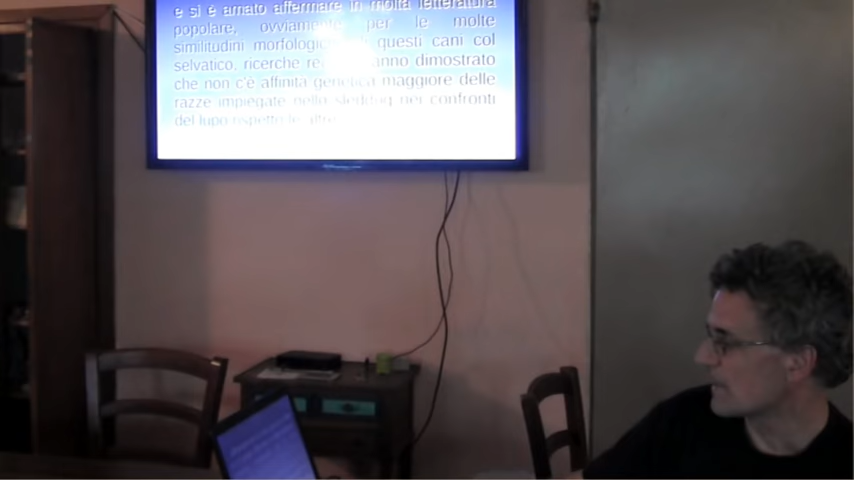 e si è amato affermare in molta letteratura
popolare, ovviamente per le molte
similitudini questi cani col
selvatico, ricerche hanno dimostrato
che non c'è affinità genetica maggiore delle
razze impiegate nello sleddog nei confronti
del lupo rispetto le altre